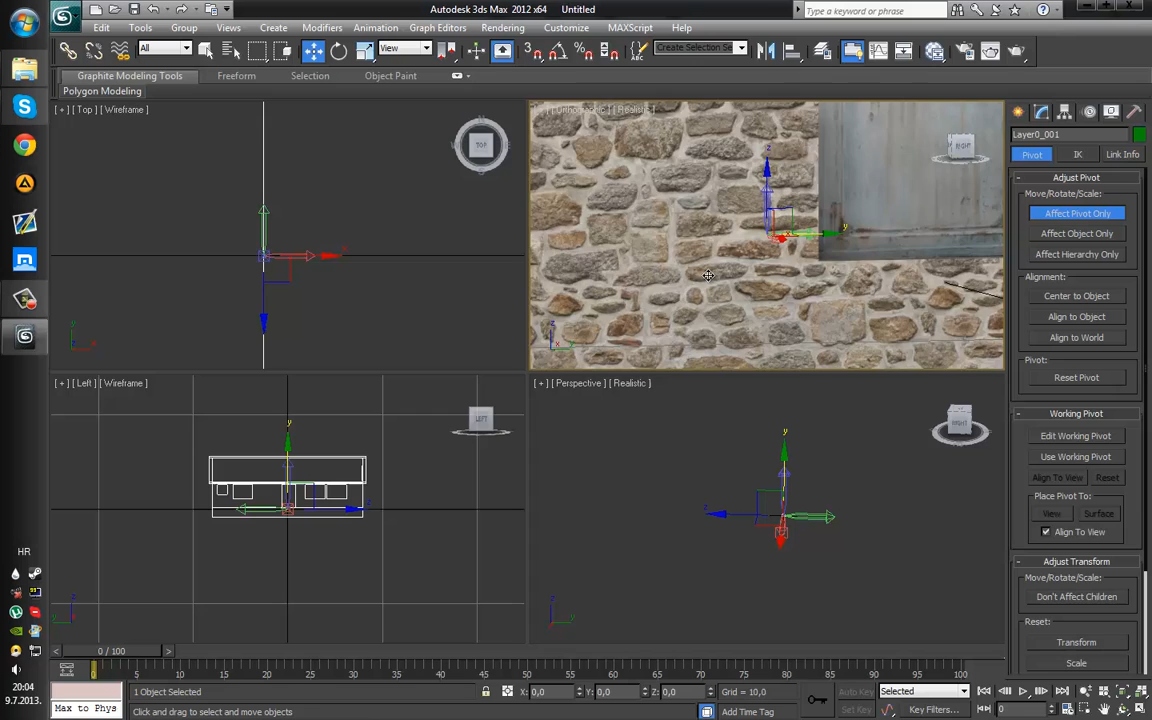 Autodesk 3ds Max 2012 x64 Untitled
Type a keyword or phrase
Edit Tools Group Views Create Modifiers Animation Graph Editors Rendering Customize MAXScript Help
All
View
Create Selection Se
Graphite Modeling Tools Freeform Selection Object Paint
Polygon Modeling
[ + ] [ Top ] [ Wireframe ]
TOP
[ + ] [ Orthographic ] [ Realistic ]
Layer0_001
Pivot IK Link Info
Adjust Pivot
Move/Rotate/Scale:
Affect Pivot Only
Affect Object Only
Affect Hierarchy Only
Alignment:
Center to Object
Align to Object
Align to World
Pivot:
Reset Pivot
Working Pivot
Edit Working Pivot
Use Working Pivot
Align To View Reset
Place Pivot To:
View Surface
Align To View
Adjust Transform
Move/Rotate/Scale:
Don't Affect Children
Reset:
Transform
Scale
[ + ] [ Left ] [ Wireframe ]
LEFT
[ + ] [ Perspective ] [ Realistic ]
HR
20:04
9.7.2013.
0 / 100
0 5 10 15 20 25 30 35 40 45 50 55 60 65 70 75 80 85 90 95 100
1 Object Selected
X: 0,0 Y: 0,0 Z: 0,0
Grid = 10,0
Auto Key
Selected
Max to Phys
Click and drag to select and move objects
Add Time Tag
Set Key
Key Filters...
0